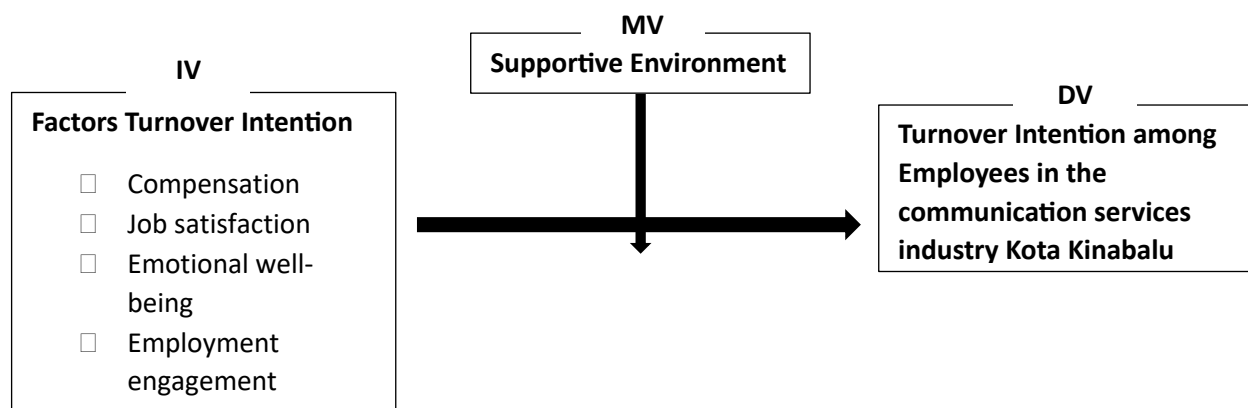 IV
Factors Turnover Intention
Compensation
Job satisfaction
Emotional well-
being
Employment
engagement
MV
Supportive Environment
DV
Turnover Intention among
Employees in the
communication services
industry Kota Kinabalu